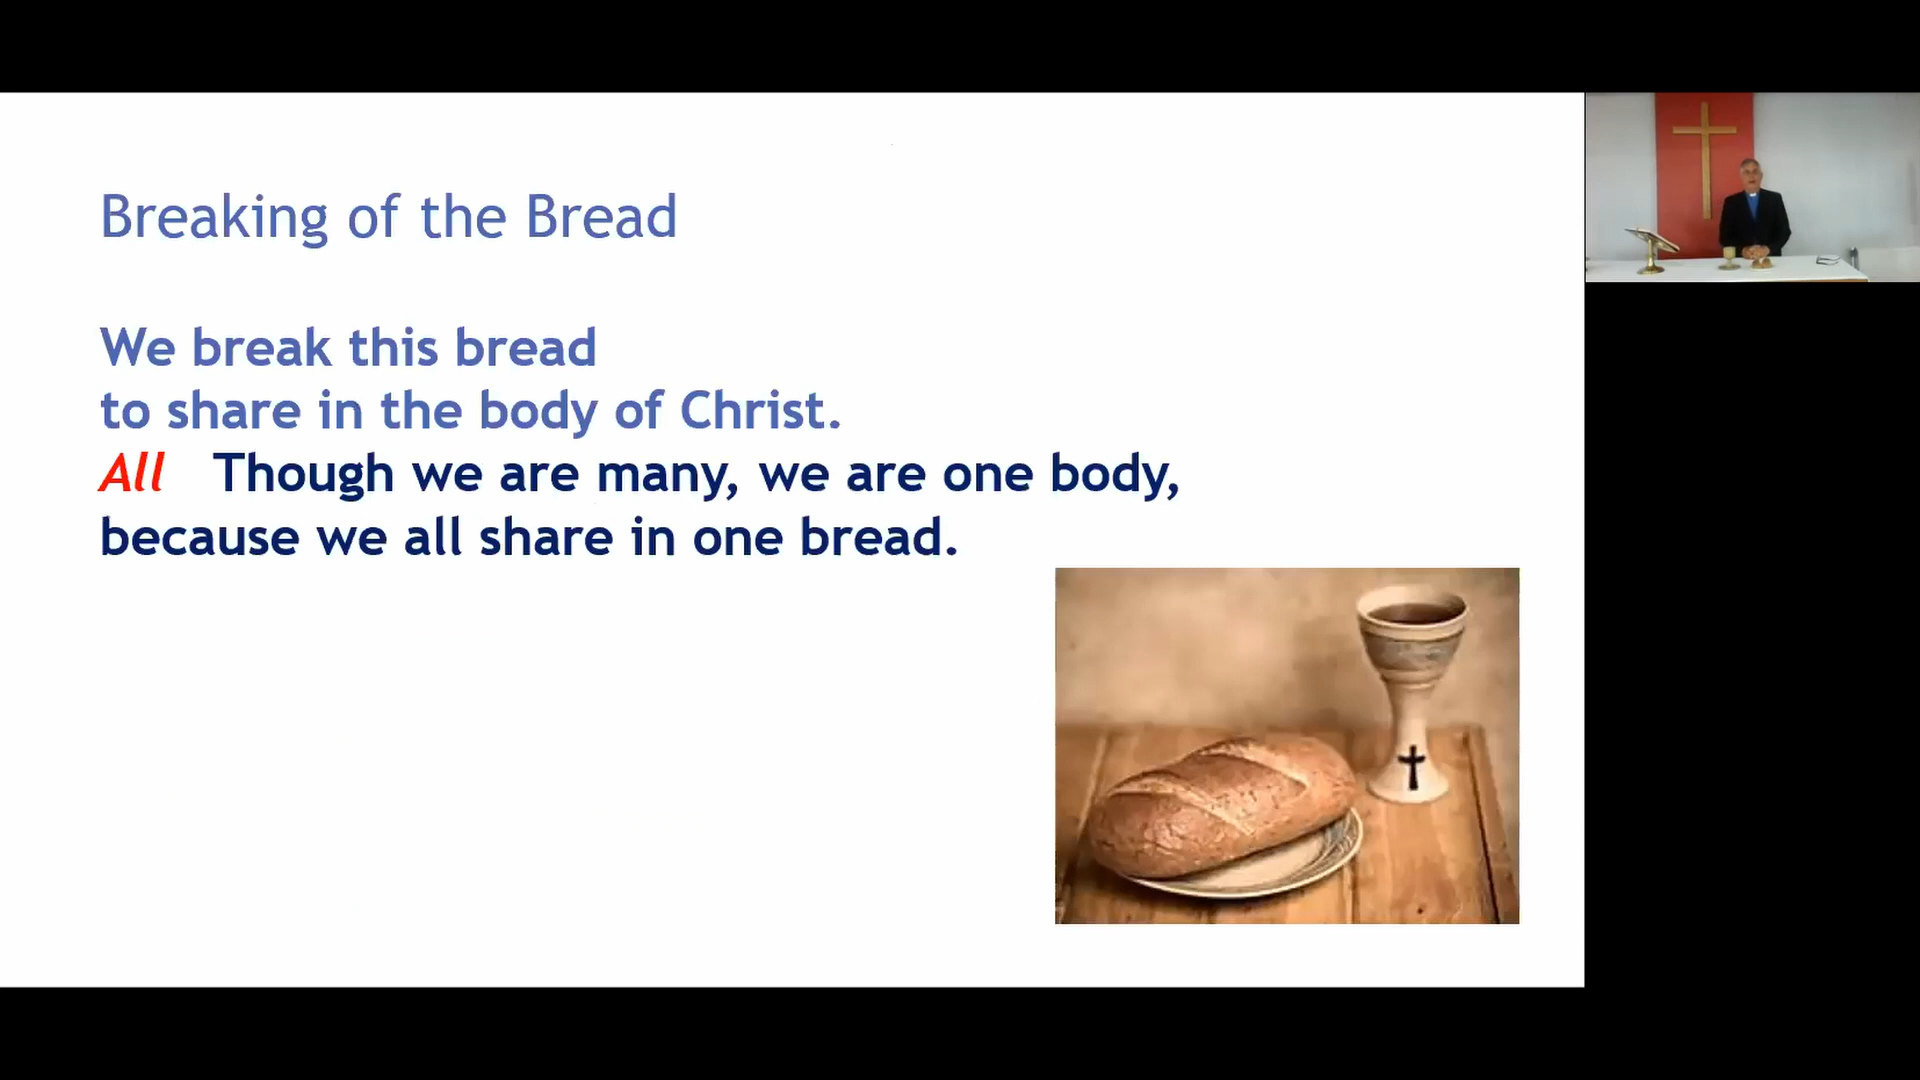 Breaking of the Bread
We break this bread
to share in the body of Christ.
All Though we are many, we are one body,
because we all share in one bread.